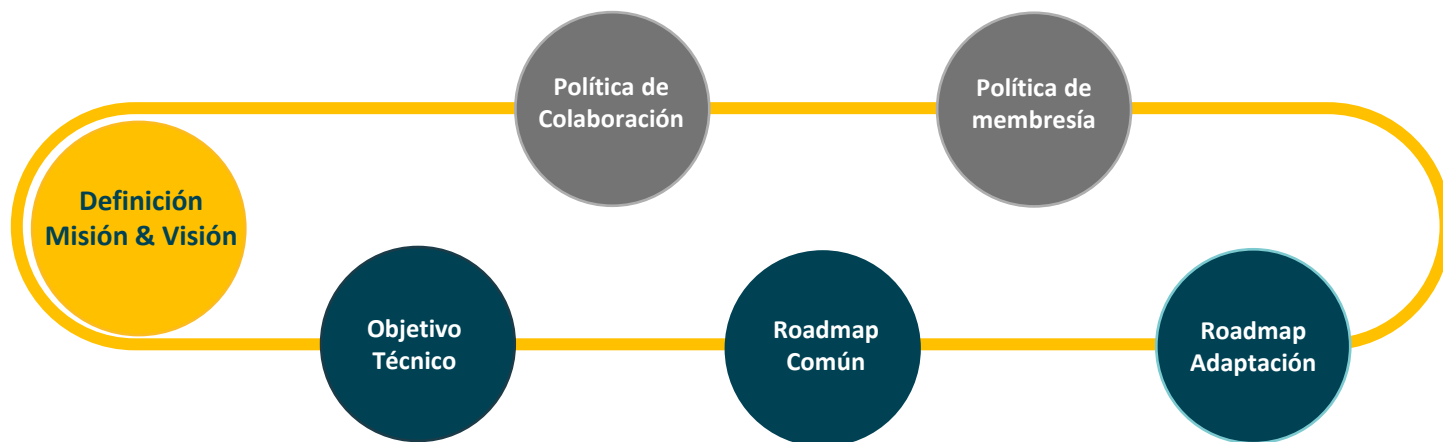 Política de
Colaboración
Política de
membresía
Definición
Misión & Visión
Objetivo
Técnico
Roadmap
Común
Roadmap
Adaptación